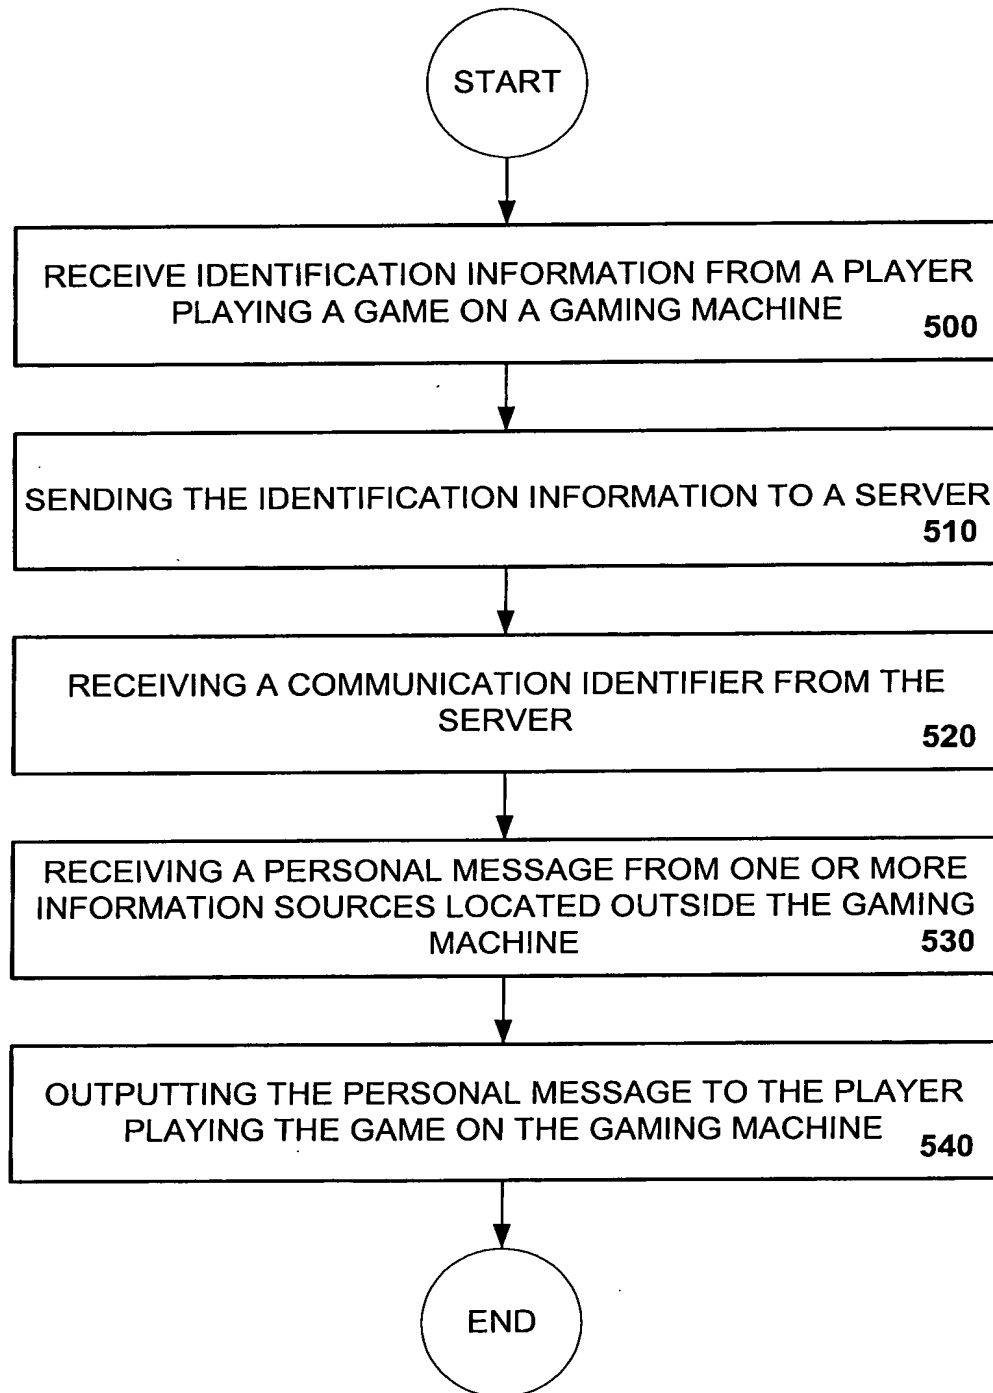 START
RECEIVE IDENTIFICATION INFORMATION FROM A PLAYER
PLAYING A GAME ON A GAMING MACHINE
500
SENDING THE IDENTIFICATION INFORMATION TO A SERVER
510
RECEIVING A COMMUNICATION IDENTIFIER FROM THE
SERVER
520
RECEIVING A PERSONAL MESSAGE FROM ONE OR MORE
INFORMATION SOURCES LOCATED OUTSIDE THE GAMING
MACHINE
530
OUTPUTTING THE PERSONAL MESSAGE TO THE PLAYER
PLAYING THE GAME ON THE GAMING MACHINE
540
END